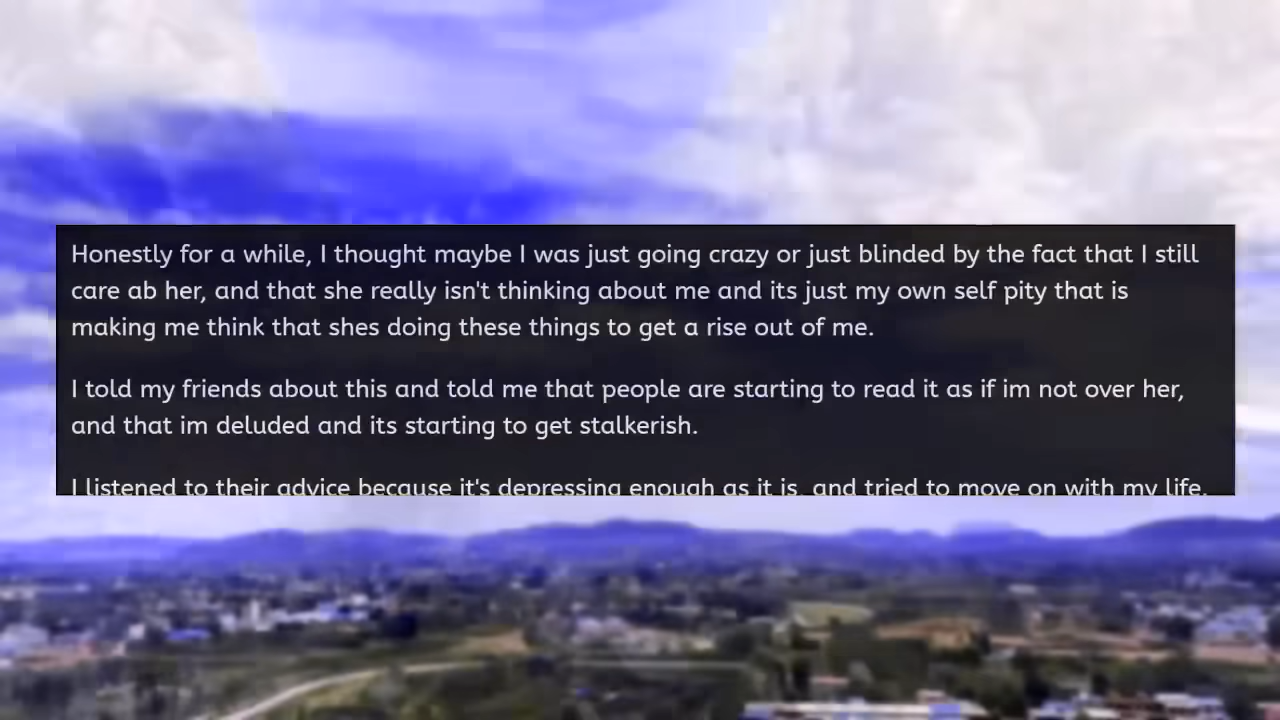 Honestly for a while, I thought maybe I was just going crazy or just blinded by the fact that I still
care ab her, and that she really isn't thinking about me and its just my own self pity that is
making me think that shes doing these things to get a rise out of me.
I told my friends about this and told me that people are starting to read it as if im not over her,
and that im deluded and its starting to get stalkerish.
I listened to their advice because it's depressing enough as it is, and tried to move on with my life.